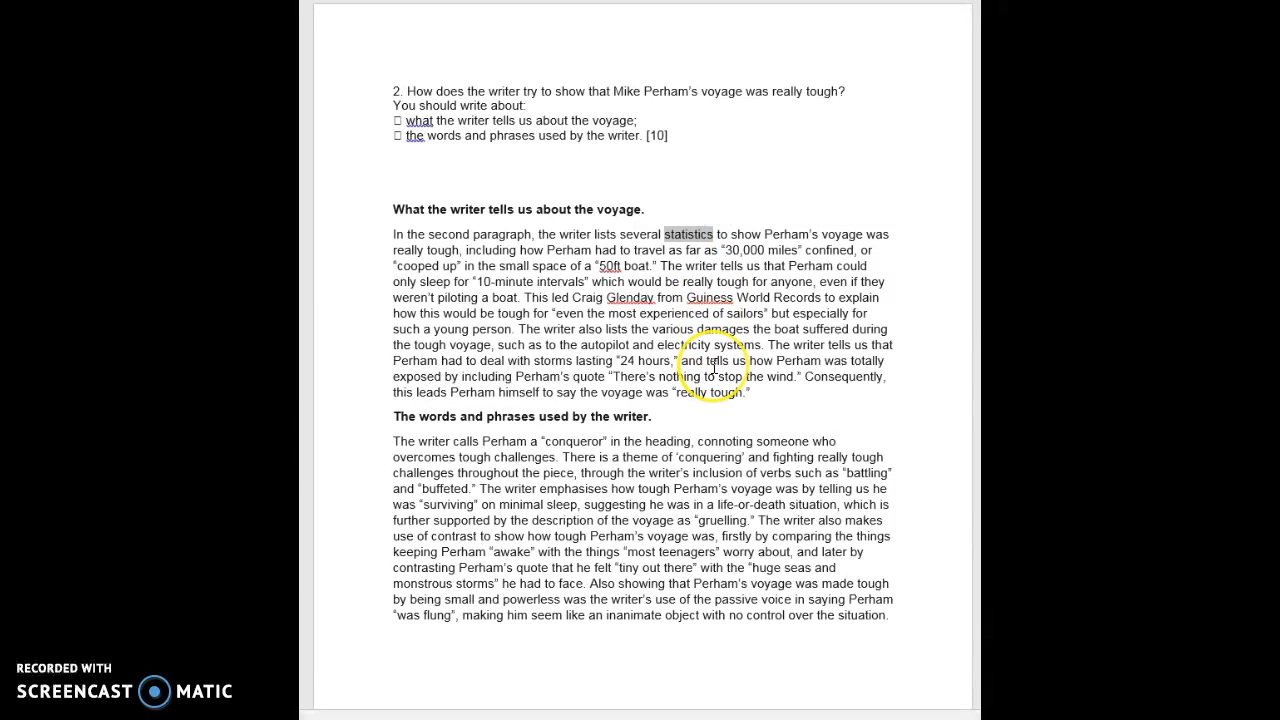 2. How does the writer try to show that Mike Perham's voyage was really tough?
You should write about:
□ what the writer tells us about the voyage;
□ the words and phrases used by the writer. [10]
What the writer tells us about the voyage.
In the second paragraph, the writer lists several statistics to show Perham's voyage was
really tough, including how Perham had to travel as far as "30,000 miles" confined, or
"cooped up" in the small space of a "50ft boat." The writer tells us that Perham could
only sleep for "10-minute intervals" which would be really tough for anyone, even if they
weren't piloting a boat. This led Craig Glenday from Guiness World Records to explain
how this would be tough for "even the most experienced of sailors" but especially for
such a young person. The writer also lists the various damages the boat suffered during
the tough voyage, such as to the autopilot and electricity systems. The writer tells us that
Perham had to deal with storms lasting "24 hours," and tells us how Perham was totally
exposed by including Perham's quote "There's nothing to stop the wind." Consequently,
this leads Perham himself to say the voyage was "really tough."
The words and phrases used by the writer.
The writer calls Perham a "conqueror" in the heading, connoting someone who
overcomes tough challenges. There is a theme of 'conquering' and fighting really tough
challenges throughout the piece, through the writer's inclusion of verbs such as "battling"
and "buffeted." The writer emphasises how tough Perham's voyage was by telling us he
was "surviving" on minimal sleep, suggesting he was in a life-or-death situation, which is
further supported by the description of the voyage as "gruelling." The writer also makes
use of contrast to show how tough Perham's voyage was, firstly by comparing the things
keeping Perham "awake" with the things "most teenagers" worry about, and later by
contrasting Perham's quote that he felt "tiny out there" with the "huge seas and
monstrous storms" he had to face. Also showing that Perham's voyage was made tough
by being small and powerless was the writer's use of the passive voice in saying Perham
"was flung", making him seem like an inanimate object with no control over the situation.
RECORDED WITH
SCREENCAST MATIC